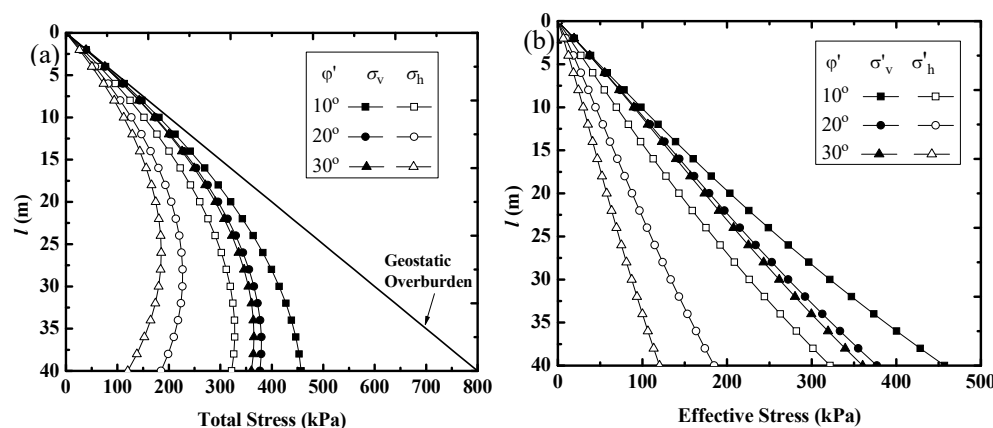 (a)
0
5
10
15
20
25
30
35
40
l (m)
0 100 200 300 400 500 600 700 800
Total Stress (kPa)
φ' σv σh
10°
20°
30°
Geostatic
Overburden
(b)
0
5
10
15
20
25
30
35
40
l (m)
0 100 200 300 400 500
Effective Stress (kPa)
φ' σ'v σ'h
10°
20°
30°